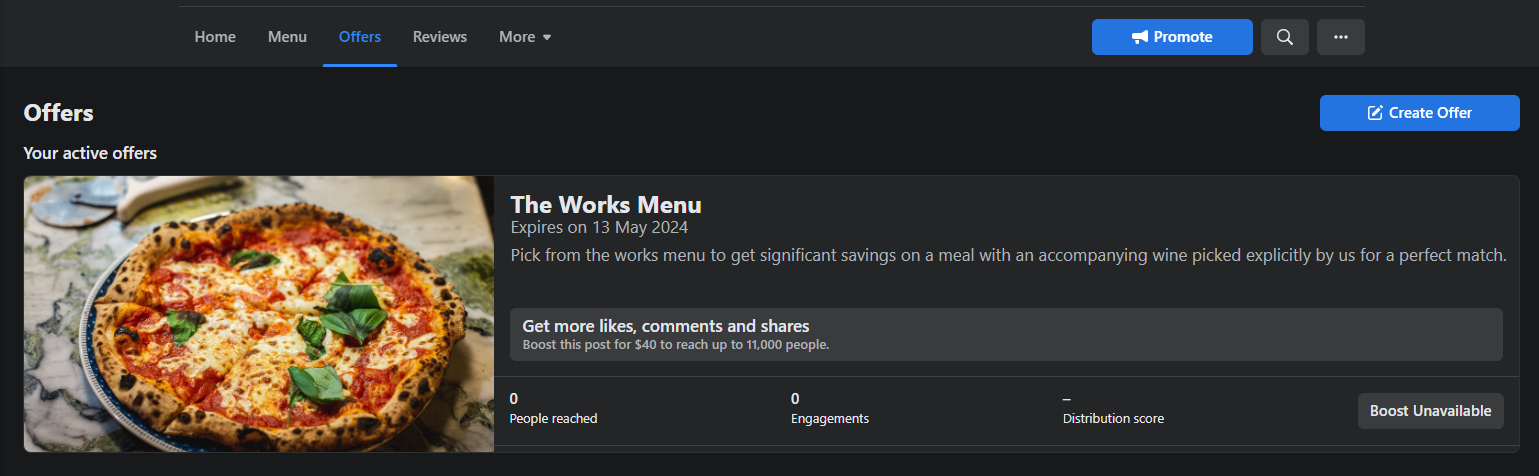 Home Menu Offers Reviews More Promote
Offers
Create Offer
Your active offers
The Works Menu
Expires on 13 May 2024
Pick from the works menu to get significant savings on a meal with an accompanying wine picked explicitly by us for a perfect match.
Get more likes, comments and shares
Boost this post for $40 to reach up to 11,000 people.
0 0 –
People reached Engagements Distribution score
Boost Unavailable